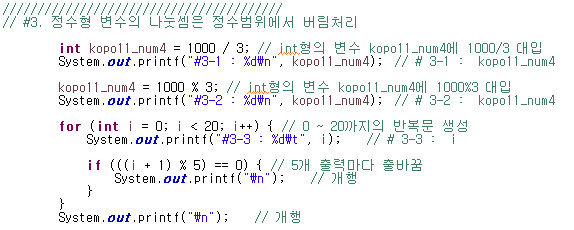 ////////////////////////////////////////
// #3. 정수형 변수의 나눗셈은 정수범위에서 버림처리
int kopo11_num4 = 1000 / 3; // int형의 변수 kopo11_num4에 1000/3 대입
System.out.printf("#3-1 : %d\n", kopo11_num4); // # 3-1 : kopo11_num4
kopo11_num4 = 1000 % 3; // int형의 변수 kopo11_num4에 1000%3 대입
System.out.printf("#3-2 : %d\n", kopo11_num4); // # 3-2 : kopo11_num4
for (int i = 0; i < 20; i++) { // 0 ~ 20까지의 반복문 생성
System.out.printf("#3-3 : %d\t", i); // # 3-3 : i
if (((i + 1) % 5) == 0) { // 5개 출력마다 줄바꿈
System.out.printf("\n"); // 개행
}
}
System.out.printf("\n"); // 개행